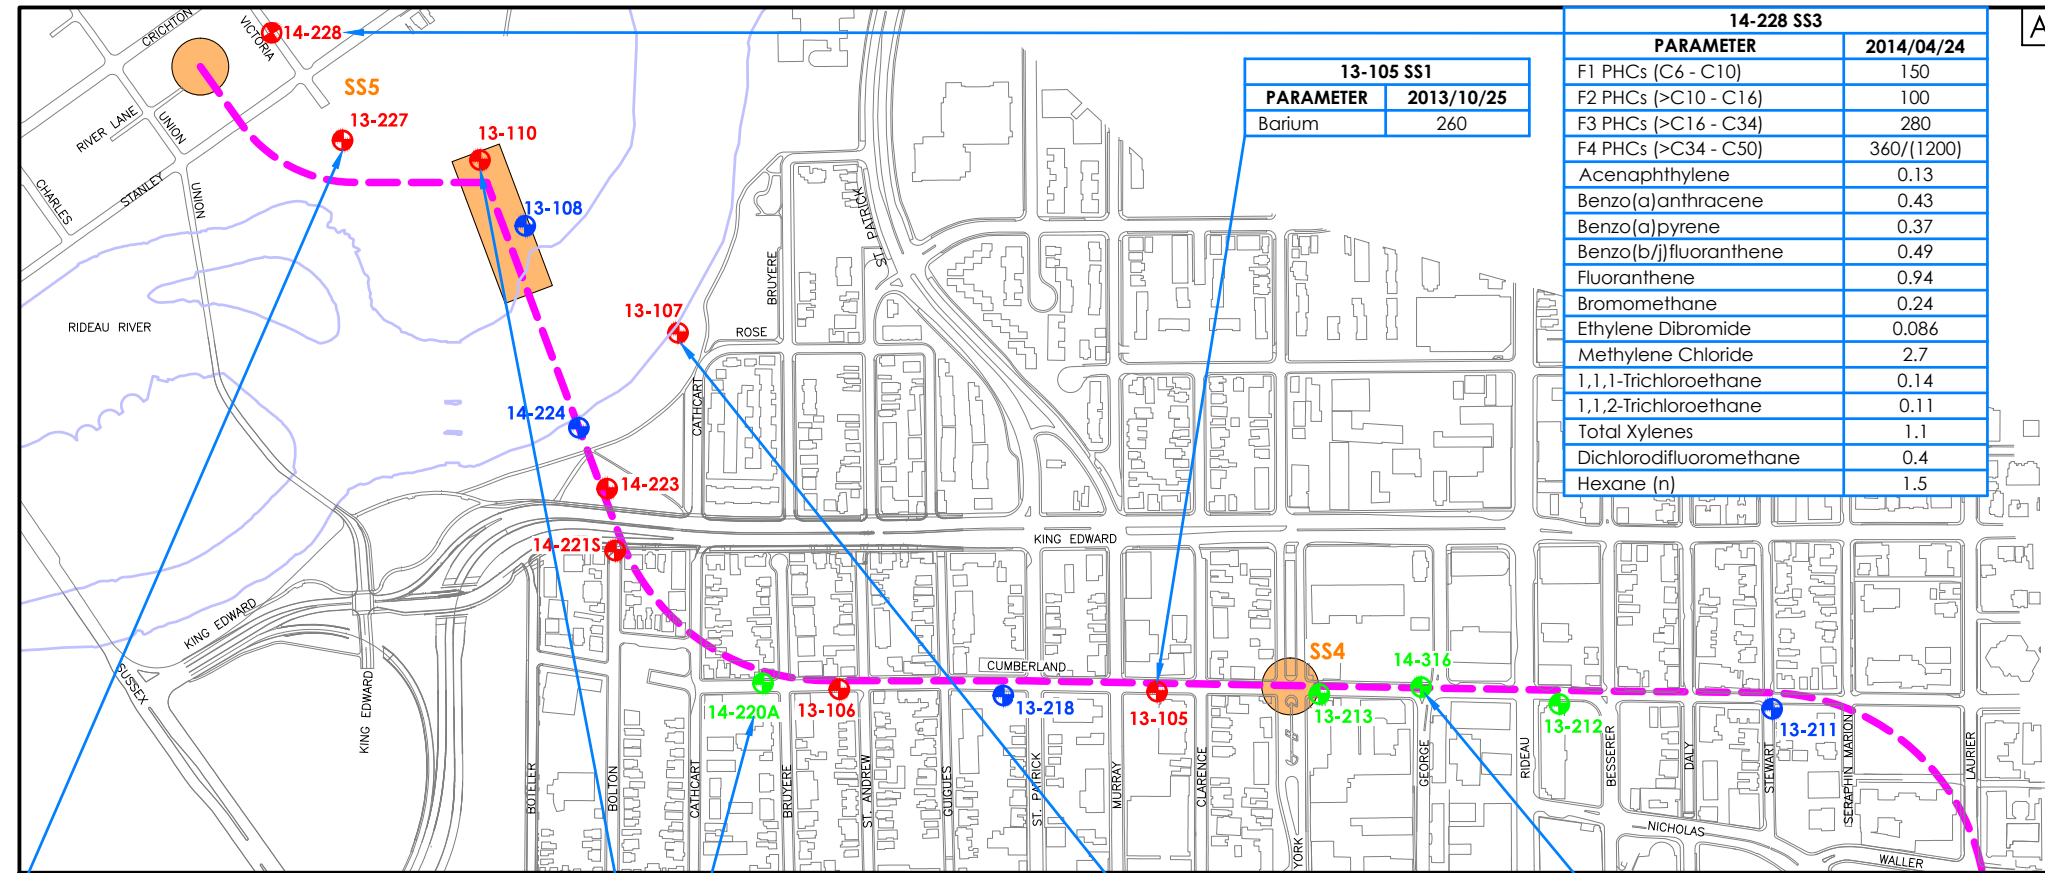 CRICHTON
VICTORIA
14-228
SS5
RIVER LANE
UNION
13-227
13-110
CHARLES
STANLEY
UNION
13-108
RIDEAU RIVER
13-107
ROSE
BRUYERE
ST. PATRICK
CATHCART
14-224
14-223
14-221S
KING EDWARD
KING EDWARD
SUSSEX
KING EDWARD
13-105 SS1
PARAMETER 2013/10/25
Barium 260
14-228 SS3
PARAMETER 2014/04/24
F1 PHCs (C6 - C10) 150
F2 PHCs (>C10 - C16) 100
F3 PHCs (>C16 - C34) 280
F4 PHCs (>C34 - C50) 360/(1200)
Acenaphthylene 0.13
Benzo(a)anthracene 0.43
Benzo(a)pyrene 0.37
Benzo(b/j)fluoranthene 0.49
Fluoranthene 0.94
Bromomethane 0.24
Ethylene Dibromide 0.086
Methylene Chloride 2.7
1,1,1-Trichloroethane 0.14
1,1,2-Trichloroethane 0.11
Total Xylenes 1.1
Dichlorodifluoromethane 0.4
Hexane (n) 1.5
A
CUMBERLAND
SS4
14-316
14-220A
13-106
13-218
13-105
13-213
13-212
13-211
BOTELER
BOLTON
CATHCART
BRUYERE
ST. ANDREW
GUIGUES
ST. PATRICK
MURRAY
CLARENCE
YORK
GEORGE
RIDEAU
BESSERER
DALY
STEWART
SERAPHIN MARION
LAURIER
NICHOLAS
WALLER